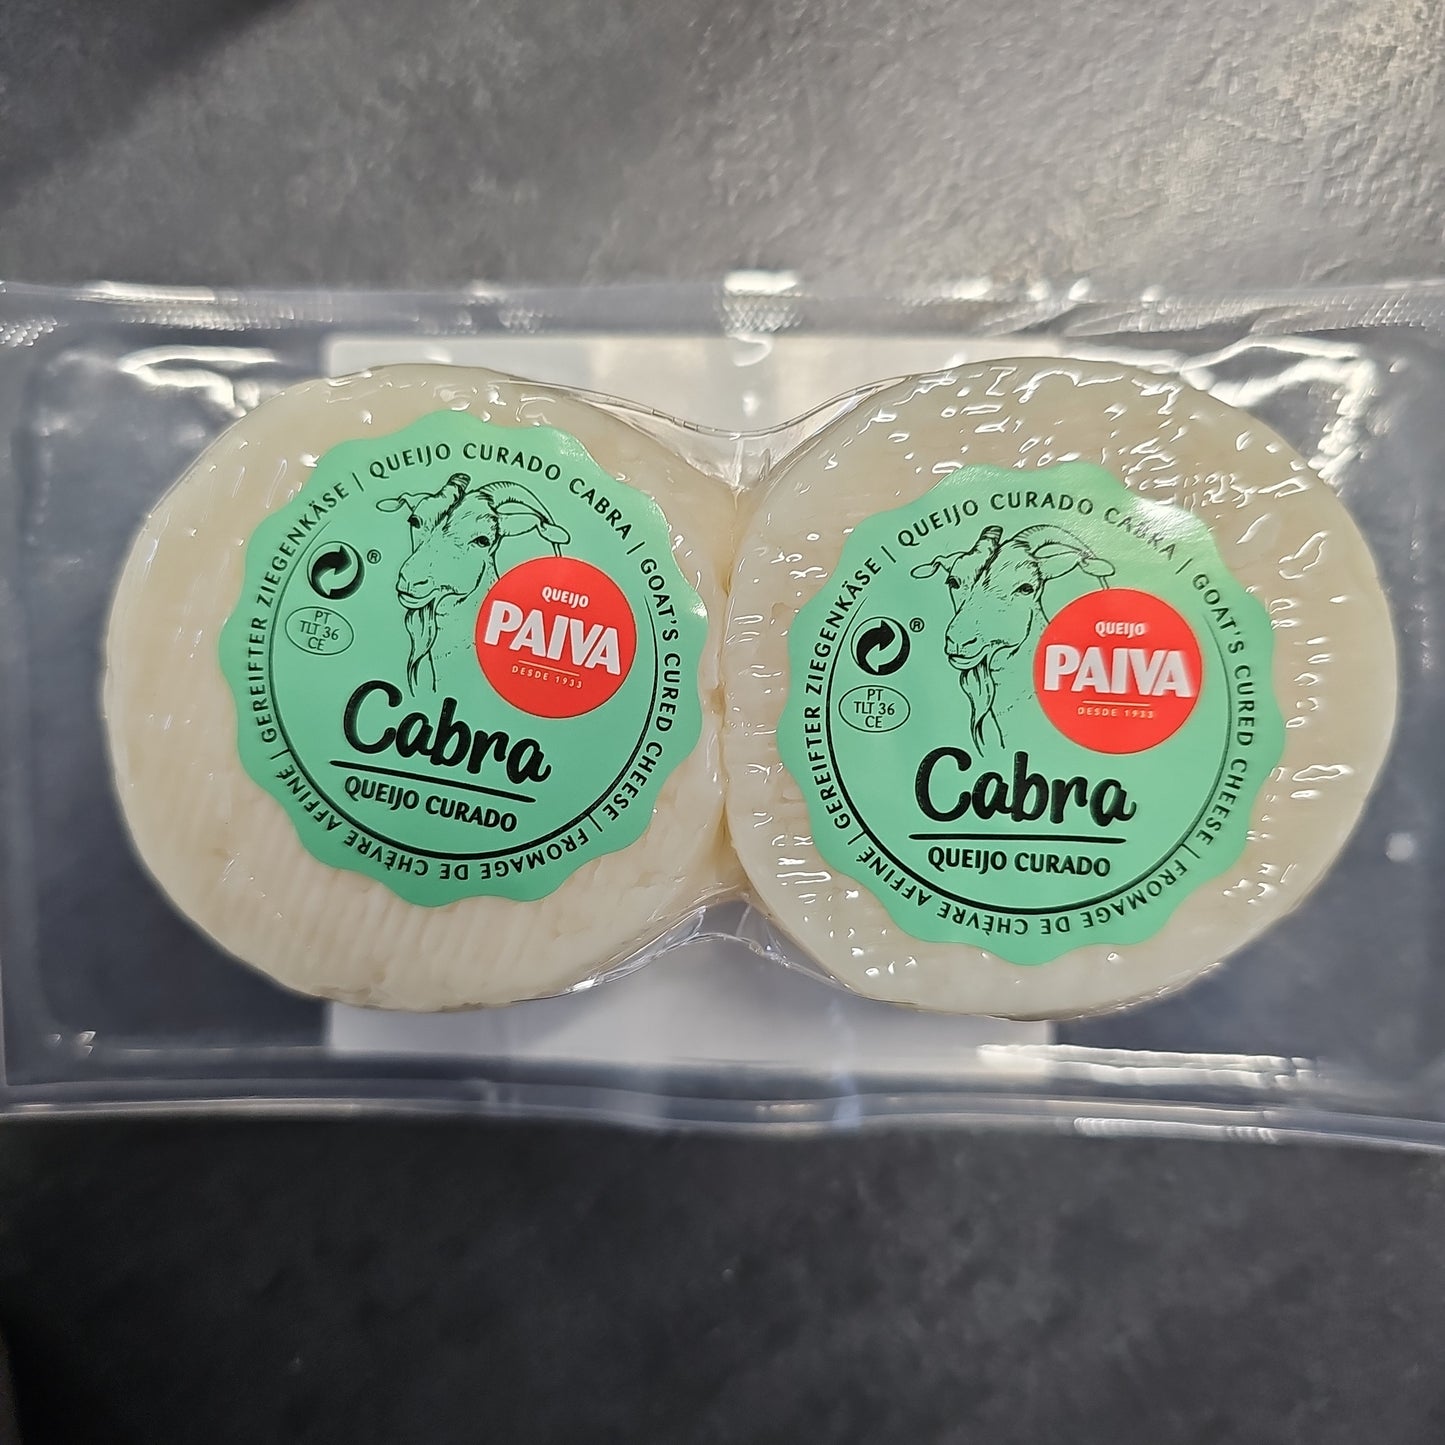 QUEIJO CURADO CABRA | GOAT'S CURED CHEESE | FROMAGE DE CHÈVRE AFFINÉ | GEREIFTER ZIEGENKÄSE |
®
PT
TLT 36
CE
QUEIJO
PAIVA
DESDE 1933
Cabra
QUEIJO CURADO
QUEIJO CURADO CABRA | GOAT'S CURED CHEESE | FROMAGE DE CHÈVRE AFFINÉ | GEREIFTER ZIEGENKÄSE |
®
PT
TLT 36
CE
QUEIJO
PAIVA
DESDE 1933
Cabra
QUEIJO CURADO